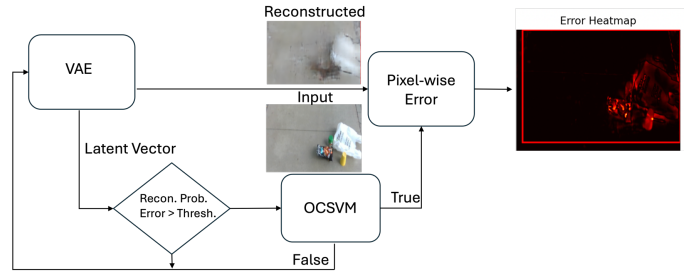 Reconstructed
Error Heatmap
VAE
Pixel-wise
Error
Input
Latent Vector
Recon. Prob.
Error > Thresh.
OCSVM
True
False